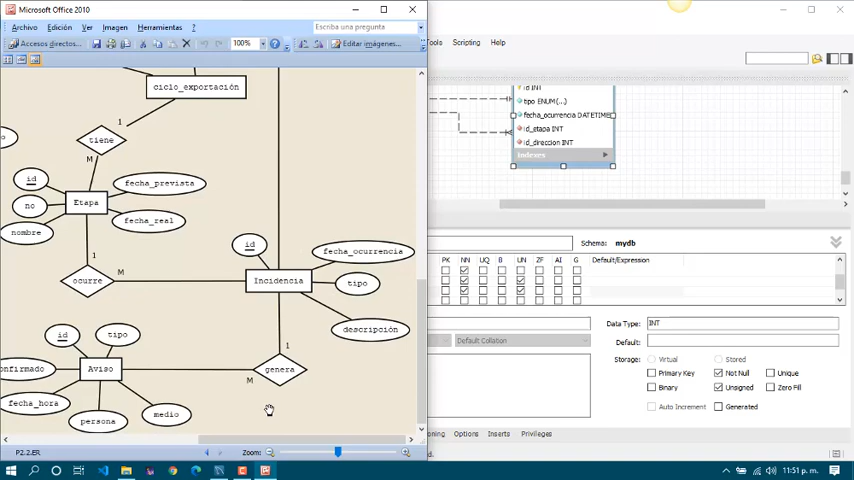 Microsoft Office 2010
Archivo Edición Ver Imagen Herramientas ?
Escriba una pregunta
Accesos directos... 100% Editar imágenes...
ciclo_exportación
1
tiene
M
id
fecha_prevista
no
Etapa
fecha_real
nombre
id
1
fecha_ocurrencia
M
ocurre
Incidencia
tipo
descripción
id
tipo
1
onfirmado
Aviso
genera
M
fecha_hora
persona
medio
Zoom:
P2.2.ER
Tools Scripting Help
id INT
tipo ENUM(...)
fecha_ocurrencia DATETIME
id_etapa INT
id_direccion INT
Indexes
Schema: mydb
PK NN UQ B UN ZF AI G Default/Expression
Data Type: INT
Default Collation
Default:
Storage: Virtual Stored
Primary Key Not Null Unique
Binary Unsigned Zero Fill
Auto Increment Generated
oning Options Inserts Privileges
d.
11:51 p. m.